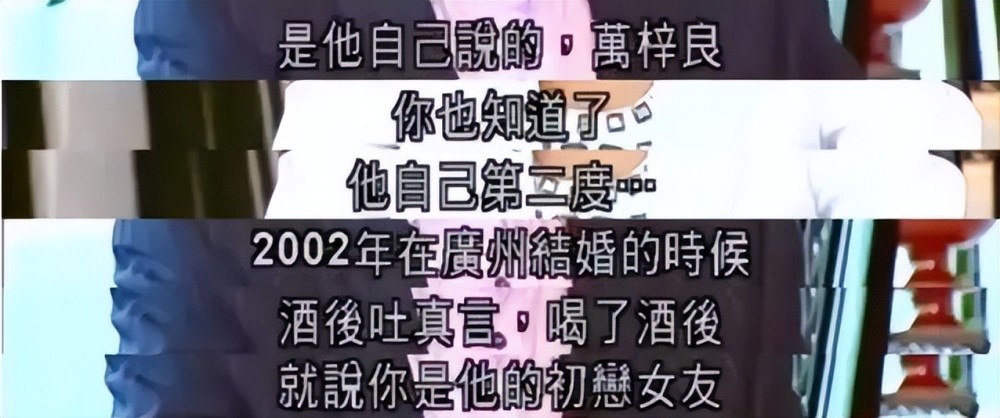 是他自己說的,萬梓良
你也知道了…
他自己第二度…
2002年在廣州結婚的時候
酒後吐真言,喝了酒後
就說你是他的初戀女友